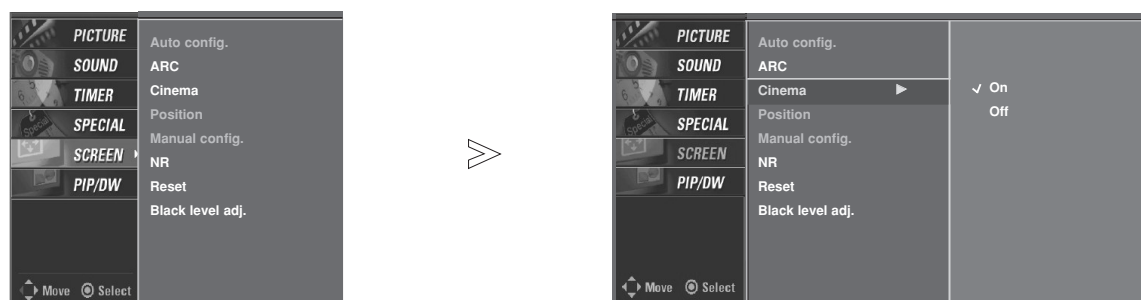 PICTURE
SOUND
TIMER
SPECIAL
SCREEN
PIP/DW
Move Select
Auto config.
ARC
Cinema
Position
Manual config.
NR
Reset
Black level adj.
PICTURE
SOUND
TIMER
SPECIAL
SCREEN
PIP/DW
Move Select
Auto config.
ARC
Cinema
Position
Manual config.
NR
Reset
Black level adj.
✓ On
Off